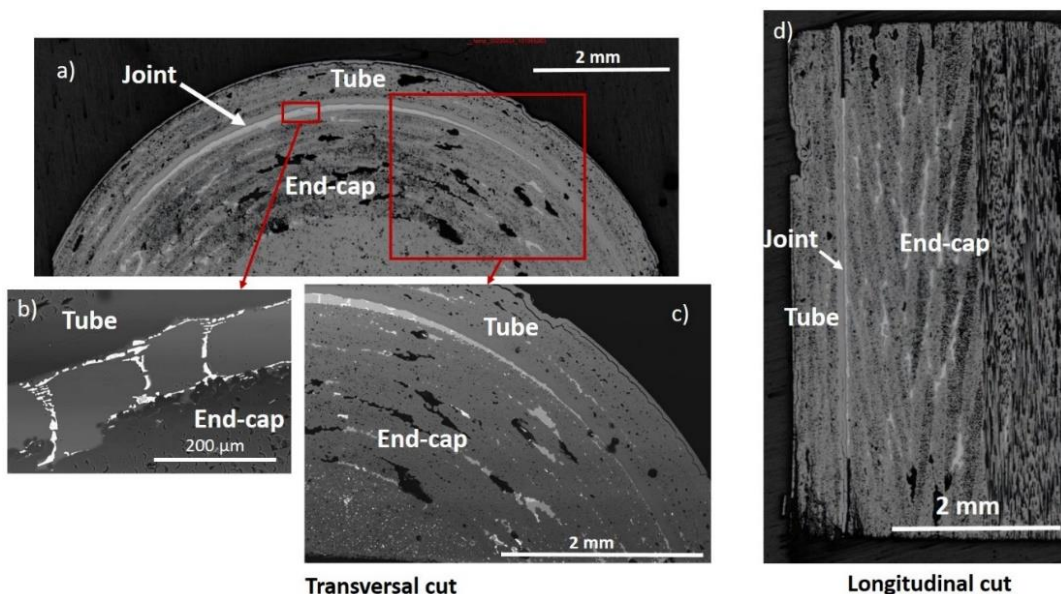 a)
Joint
Tube
2 mm
End-cap
b)
Tube
End-cap
200 µm
c)
Tube
End-cap
2 mm
Transversal cut
d)
Joint
End-cap
Tube
2 mm
Longitudinal cut